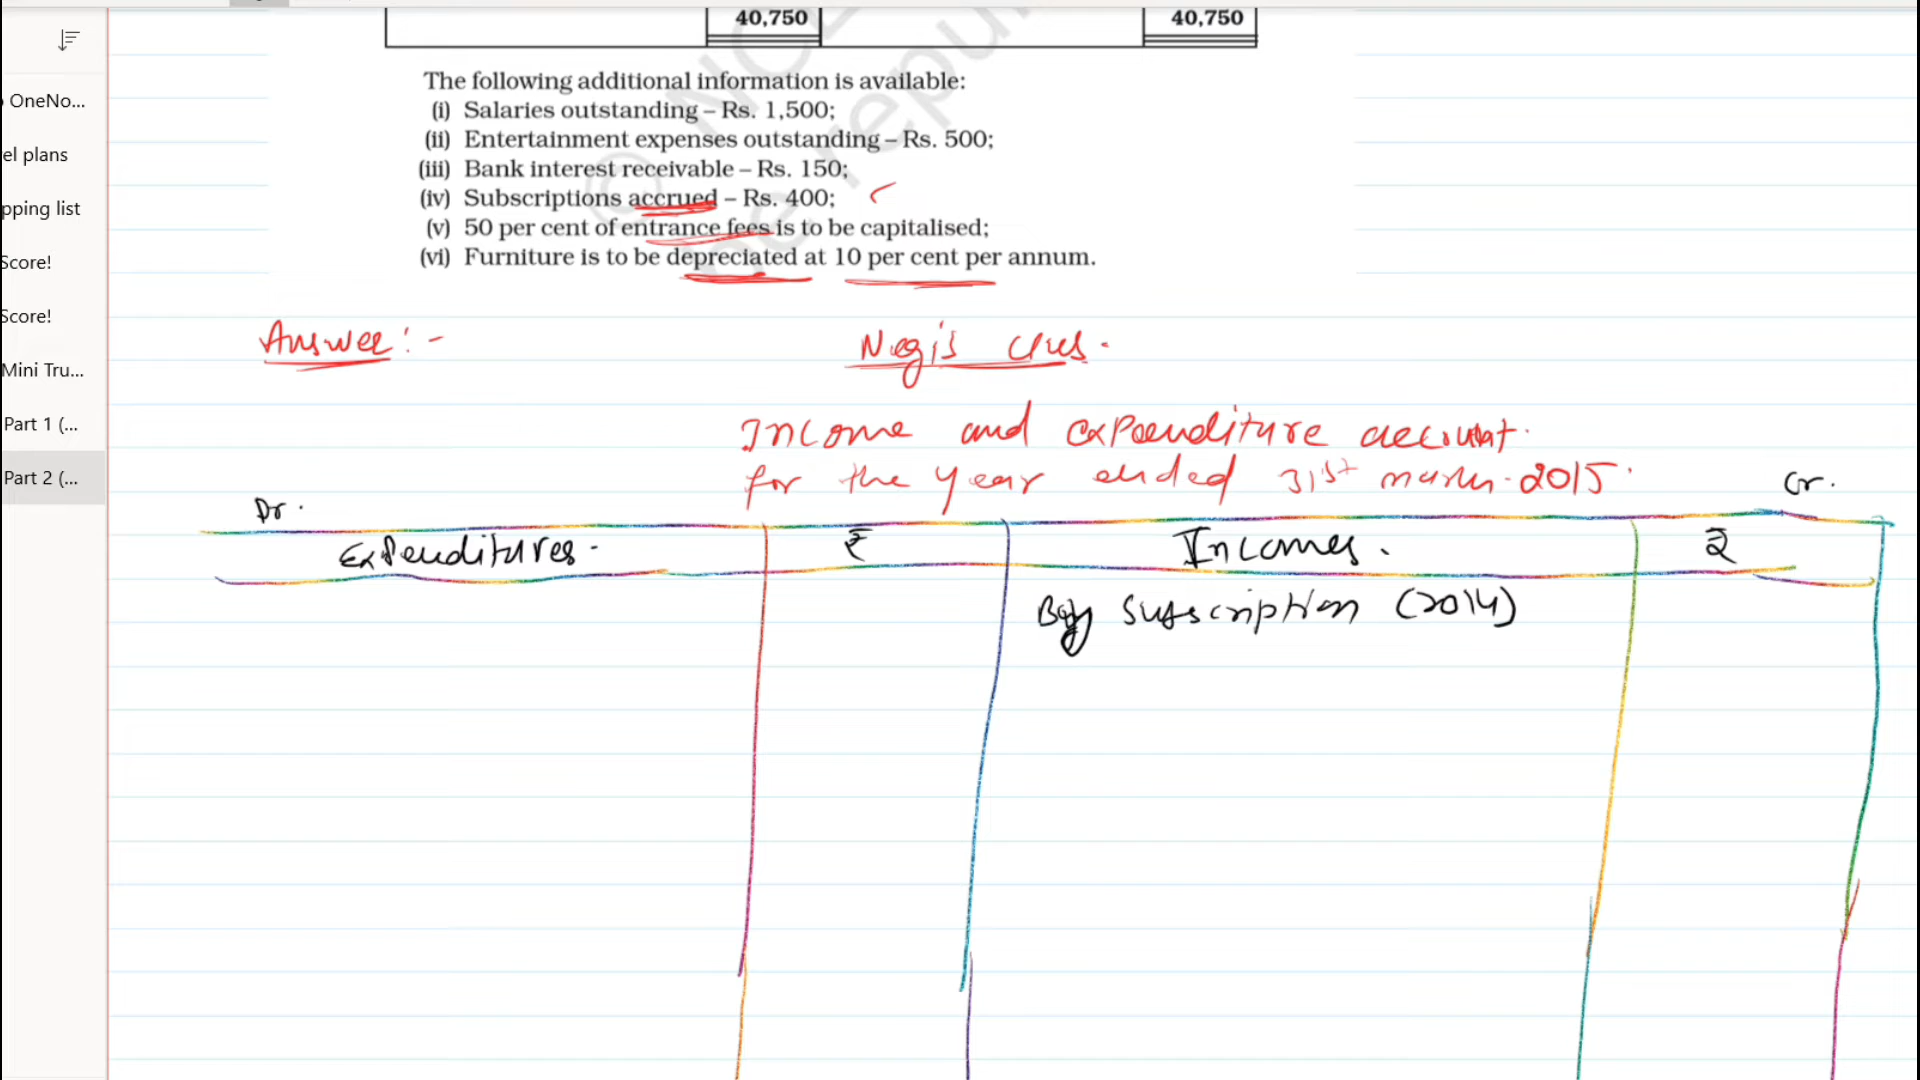 40,750 40,750
The following additional information is available:
(i) Salaries outstanding – Rs. 1,500;
(ii) Entertainment expenses outstanding – Rs. 500;
(iii) Bank interest receivable – Rs. 150;
(iv) Subscriptions accrued – Rs. 400;
(v) 50 per cent of entrance fees is to be capitalised;
(vi) Furniture is to be depreciated at 10 per cent per annum.
OneNo...
el plans
pping list
Score!
Score!
Mini Tru...
Part 1 (...
Part 2 (...
Answer:-
Negi's
Income and expenditure account.
for the year ended 31st march-2015.
Dr. Cr.
Expenditures. ₹ Incomes. ₹
By Subscription (2014)